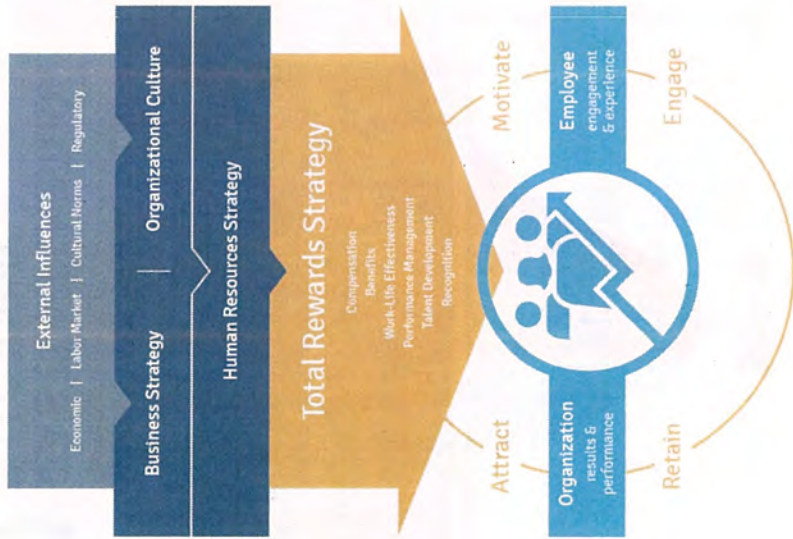 External Influences
Economic | Labor Market | Cultural Norms | Regulatory
Business Strategy | Organizational Culture
Human Resources Strategy
Total Rewards Strategy
Compensation
Benefits
Work-Life Effectiveness
Performance Management
Talent Development
Recognition
Attract
Motivate
Organization
results &
performance
Employee
engagement
& experience
Retain
Engage